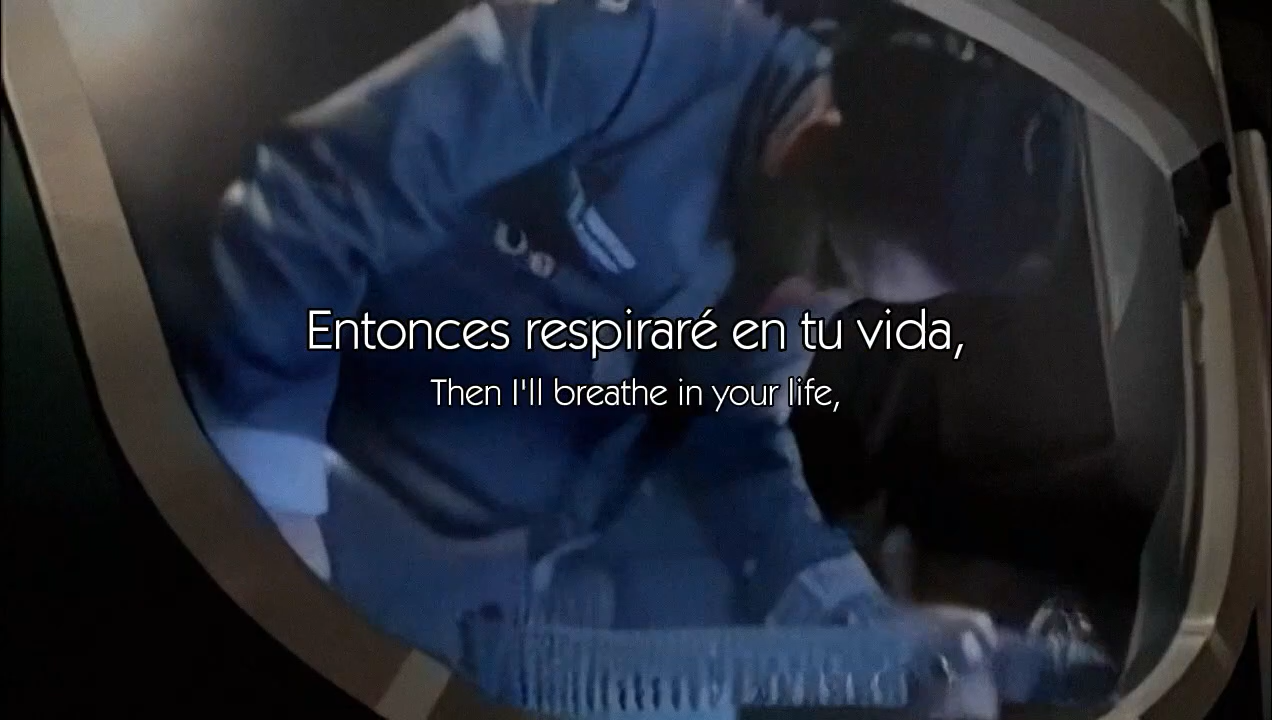 Entonces respiraré en tu vida,
Then I'll breathe in your life,